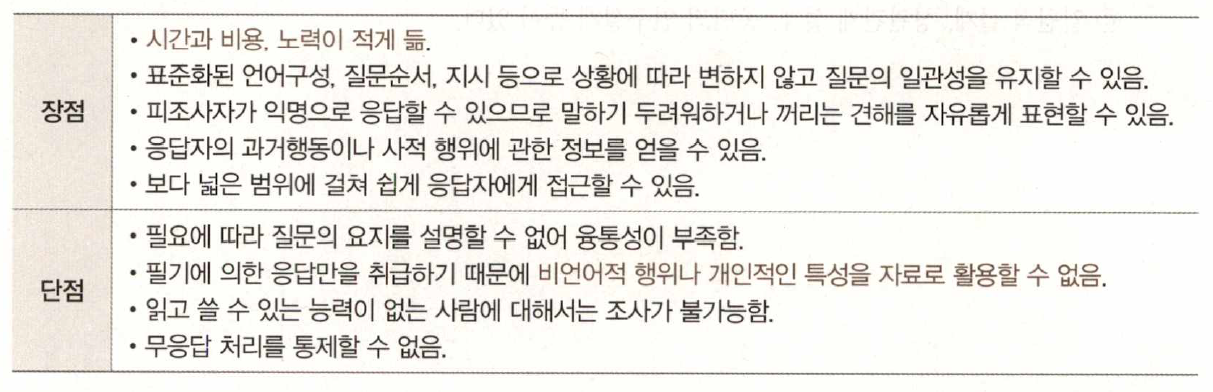 장점
• 시간과 비용, 노력이 적게 듦.
• 표준화된 언어구성, 질문순서, 지시 등으로 상황에 따라 변하지 않고 질문의 일관성을 유지할 수 있음.
• 피조사자가 익명으로 응답할 수 있으므로 말하기 두려워하거나 꺼리는 견해를 자유롭게 표현할 수 있음.
• 응답자의 과거행동이나 사적 행위에 관한 정보를 얻을 수 있음.
• 보다 넓은 범위에 걸쳐 쉽게 응답자에게 접근할 수 있음.
단점
• 필요에 따라 질문의 요지를 설명할 수 없어 융통성이 부족함.
• 필기에 의한 응답만을 취급하기 때문에 비언어적 행위나 개인적인 특성을 자료로 활용할 수 없음.
• 읽고 쓸 수 있는 능력이 없는 사람에 대해서는 조사가 불가능함.
• 무응답 처리를 통제할 수 없음.